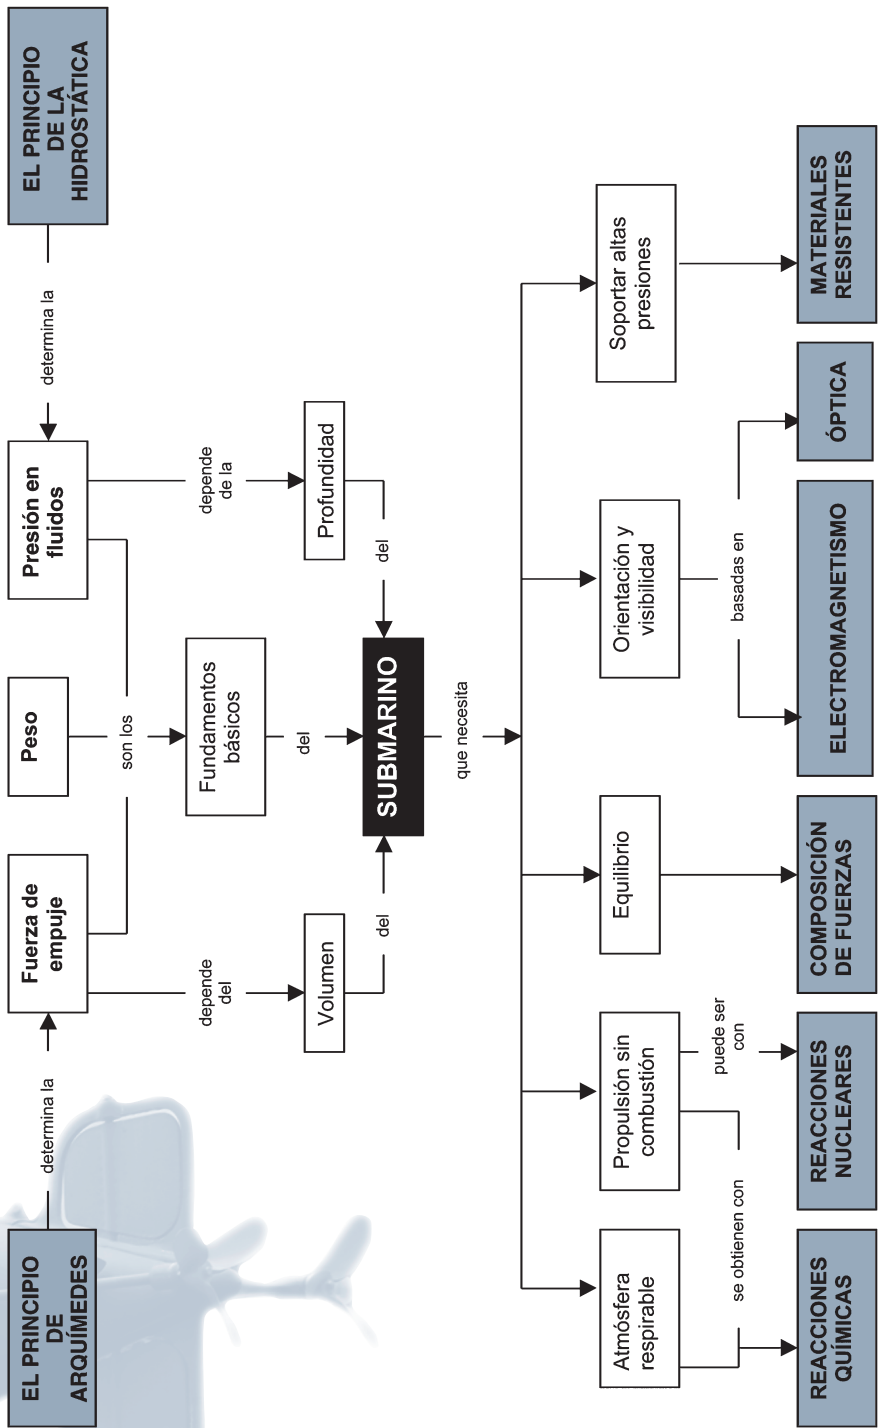 EL PRINCIPIO
DE
ARQUÍMEDES
determina la
Fuerza de
empuje
Peso
Presión en
fluidos
determina la
EL PRINCIPIO
DE LA
HIDROSTÁTICA
son los
depende
del
Fundamentos
básicos
depende
de la
Volumen
del
Profundidad
del
SUBMARINO
del
que necesita
Atmósfera
respirable
Propulsión sin
combustión
Equilibrio
Orientación y
visibilidad
Soportar altas
presiones
se obtienen con
puede ser
con
basadas en
REACCIONES
QUÍMICAS
REACCIONES
NUCLEARES
COMPOSICIÓN
DE FUERZAS
ELECTROMAGNETISMO
ÓPTICA
MATERIALES
RESISTENTES